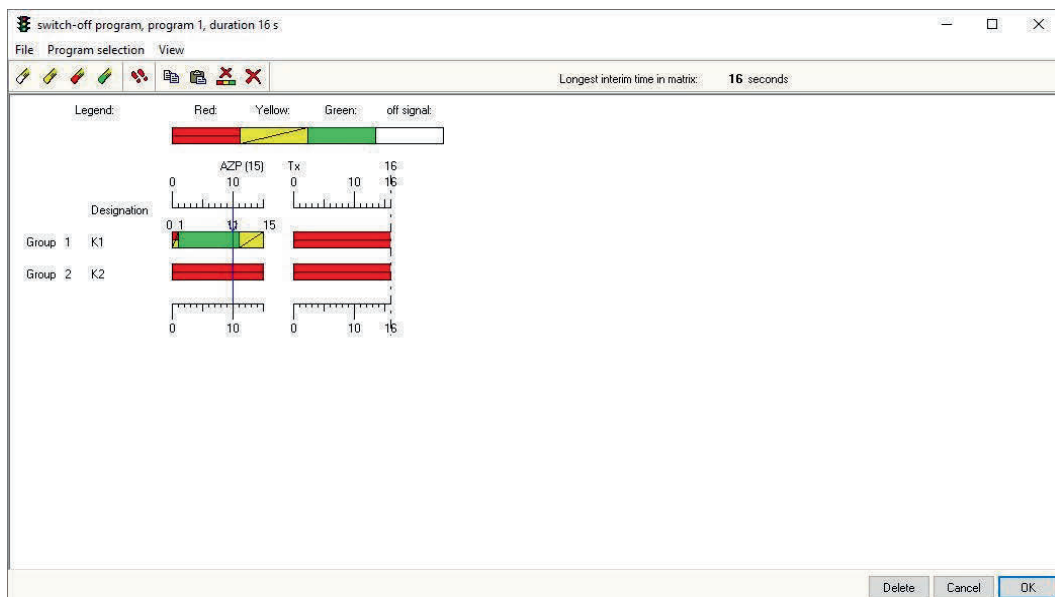 switch-off program, program 1, duration 16 s
File Program selection View
Longest interim time in matrix: 16 seconds
Legend: Red: Yellow: Green: off signal:
AZP (15) Tx 16
0 10 0 10 16
Designation
0 1 11 15
Group 1 K1
Group 2 K2
0 10 0 10 16
Delete Cancel OK